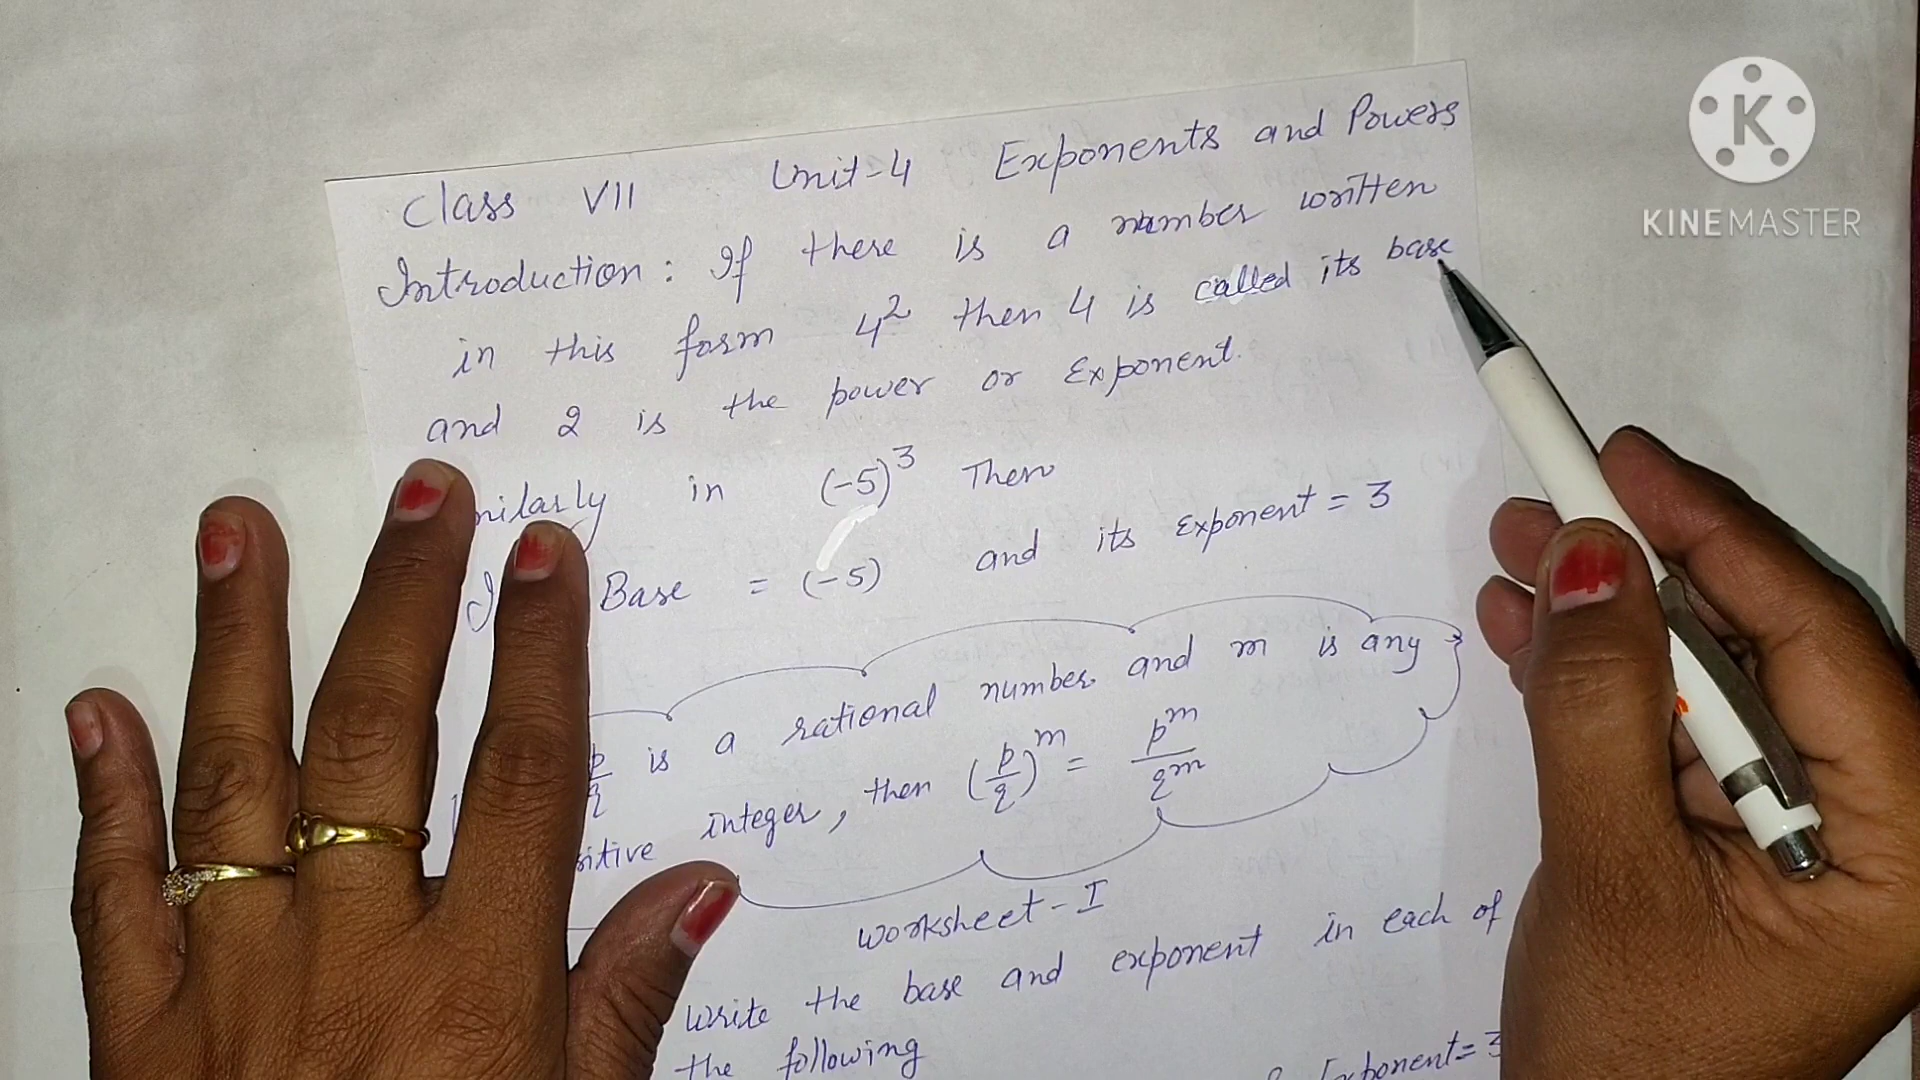 K
KINEMASTER
Class VII Unit-4 Exponents and Powers
Introduction: If there is a number written
in this form 4² then 4 is called its base
and 2 is the power or Exponent.
in (-5)³ Then
Base = (-5) and its Exponent = 3
p/q is a rational number and m is any
integer, then (p/q)^m = p^m/q^m
Worksheet-I
Write the base and exponent in each of
the following
Exponent=3